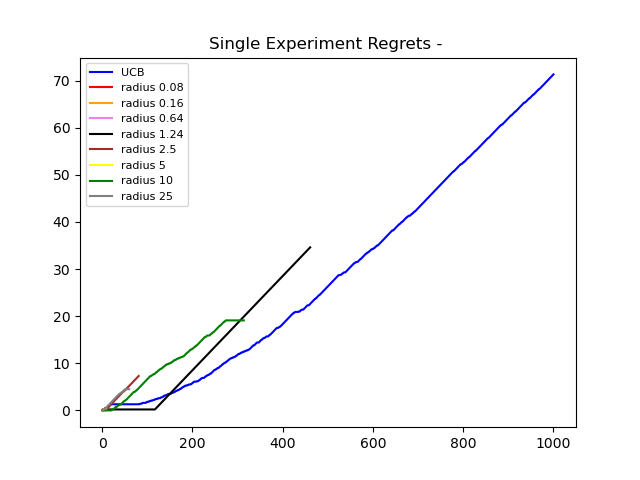 Single Experiment Regrets -
UCB
radius 0.08
radius 0.16
radius 0.64
radius 1.24
radius 2.5
radius 5
radius 10
radius 25
70
60
50
40
30
20
10
0
0 200 400 600 800 1000